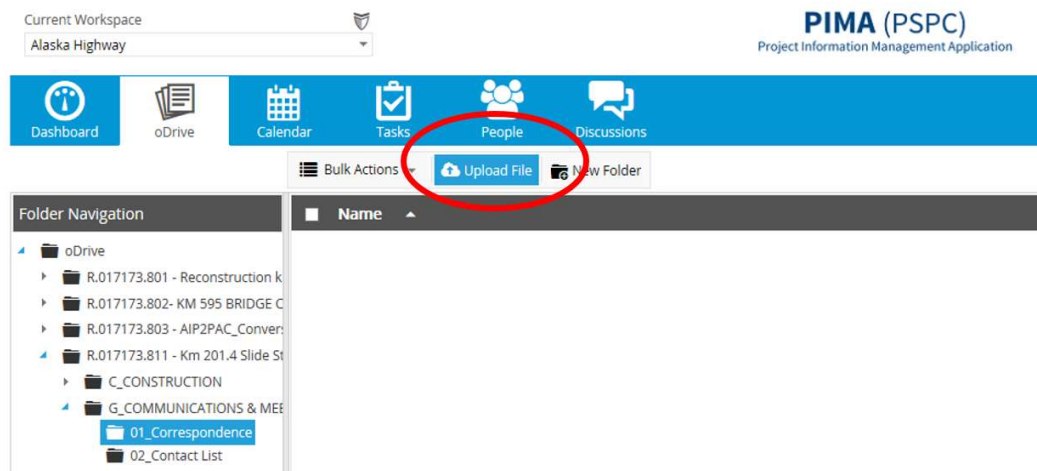 Current Workspace
Alaska Highway
PIMA (PSPC)
Project Information Management Application
Dashboard
oDrive
Calendar
Tasks
People
Discussions
Bulk Actions
Upload File
New Folder
Folder Navigation
Name
oDrive
R.017173.801 - Reconstruction k
R.017173.802- KM 595 BRIDGE C
R.017173.803 - AIP2PAC_Convers
R.017173.811 - Km 201.4 Slide St
C_CONSTRUCTION
G_COMMUNICATIONS & MEE
01_Correspondence
02_Contact List